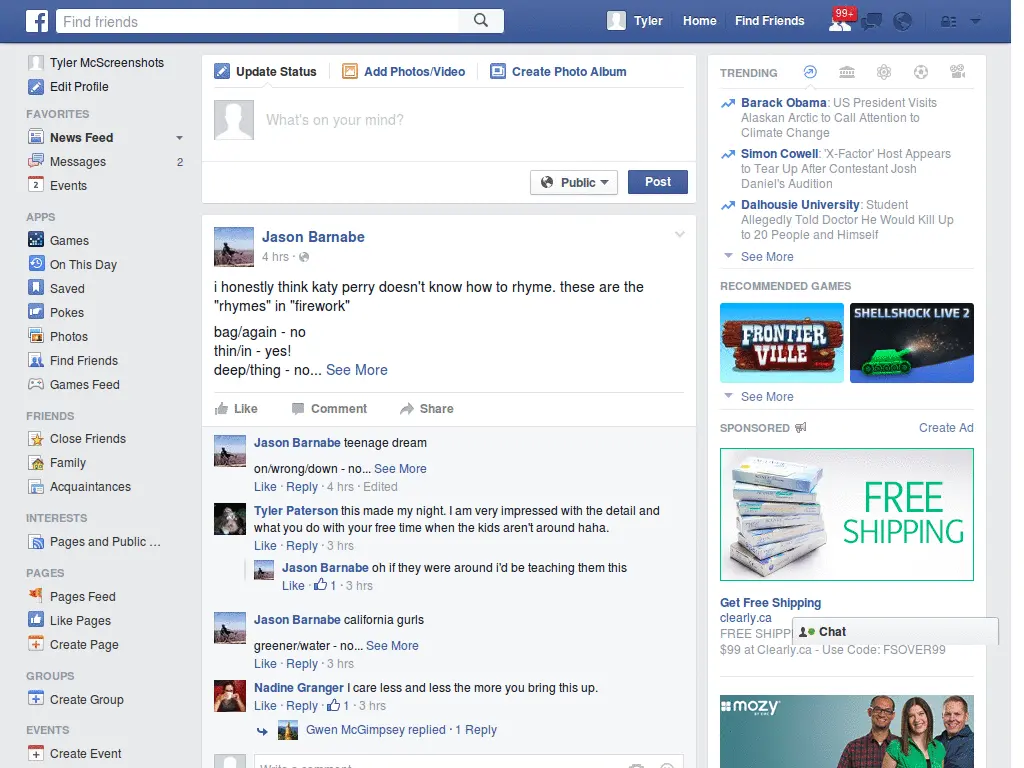 f Find friends
Tyler Home Find Friends 99+
Tyler McScreenshots
Edit Profile
FAVORITES
News Feed
Messages 2
2 Events
APPS
Games
On This Day
Saved
Pokes
Photos
Find Friends
Games Feed
FRIENDS
Close Friends
Family
Acquaintances
INTERESTS
Pages and Public ...
PAGES
Pages Feed
Like Pages
Create Page
GROUPS
Create Group
EVENTS
Create Event
Update Status Add Photos/Video Create Photo Album
What's on your mind?
Public Post
Jason Barnabe
4 hrs ·
i honestly think katy perry doesn't know how to rhyme. these are the
"rhymes" in "firework"
bag/again - no
thin/in - yes!
deep/thing - no... See More
Like Comment Share
Jason Barnabe teenage dream
on/wrong/down - no... See More
Like · Reply · 4 hrs · Edited
Tyler Paterson this made my night. I am very impressed with the detail and
what you do with your free time when the kids aren't around haha.
Like · Reply · 3 hrs
Jason Barnabe oh if they were around i'd be teaching them this
Like · 1 · 3 hrs
Jason Barnabe california gurls
greener/water - no... See More
Like · Reply · 3 hrs
Nadine Granger I care less and less the more you bring this up.
Like · Reply · 1 · 3 hrs
Gwen McGimpsey replied · 1 Reply
Write a comment...
TRENDING
Barack Obama: US President Visits
Alaskan Arctic to Call Attention to
Climate Change
Simon Cowell: 'X-Factor' Host Appears
to Tear Up After Contestant Josh
Daniel's Audition
Dalhousie University: Student
Allegedly Told Doctor He Would Kill Up
to 20 People and Himself
See More
RECOMMENDED GAMES
FRONTIER
VILLE
SHELLSHOCK LIVE 2
See More
SPONSORED Create Ad
FREE
SHIPPING
Get Free Shipping
clearly.ca
FREE SHIPP
Chat
$99 at Clearly.ca - Use Code: FSOVER99
mozy